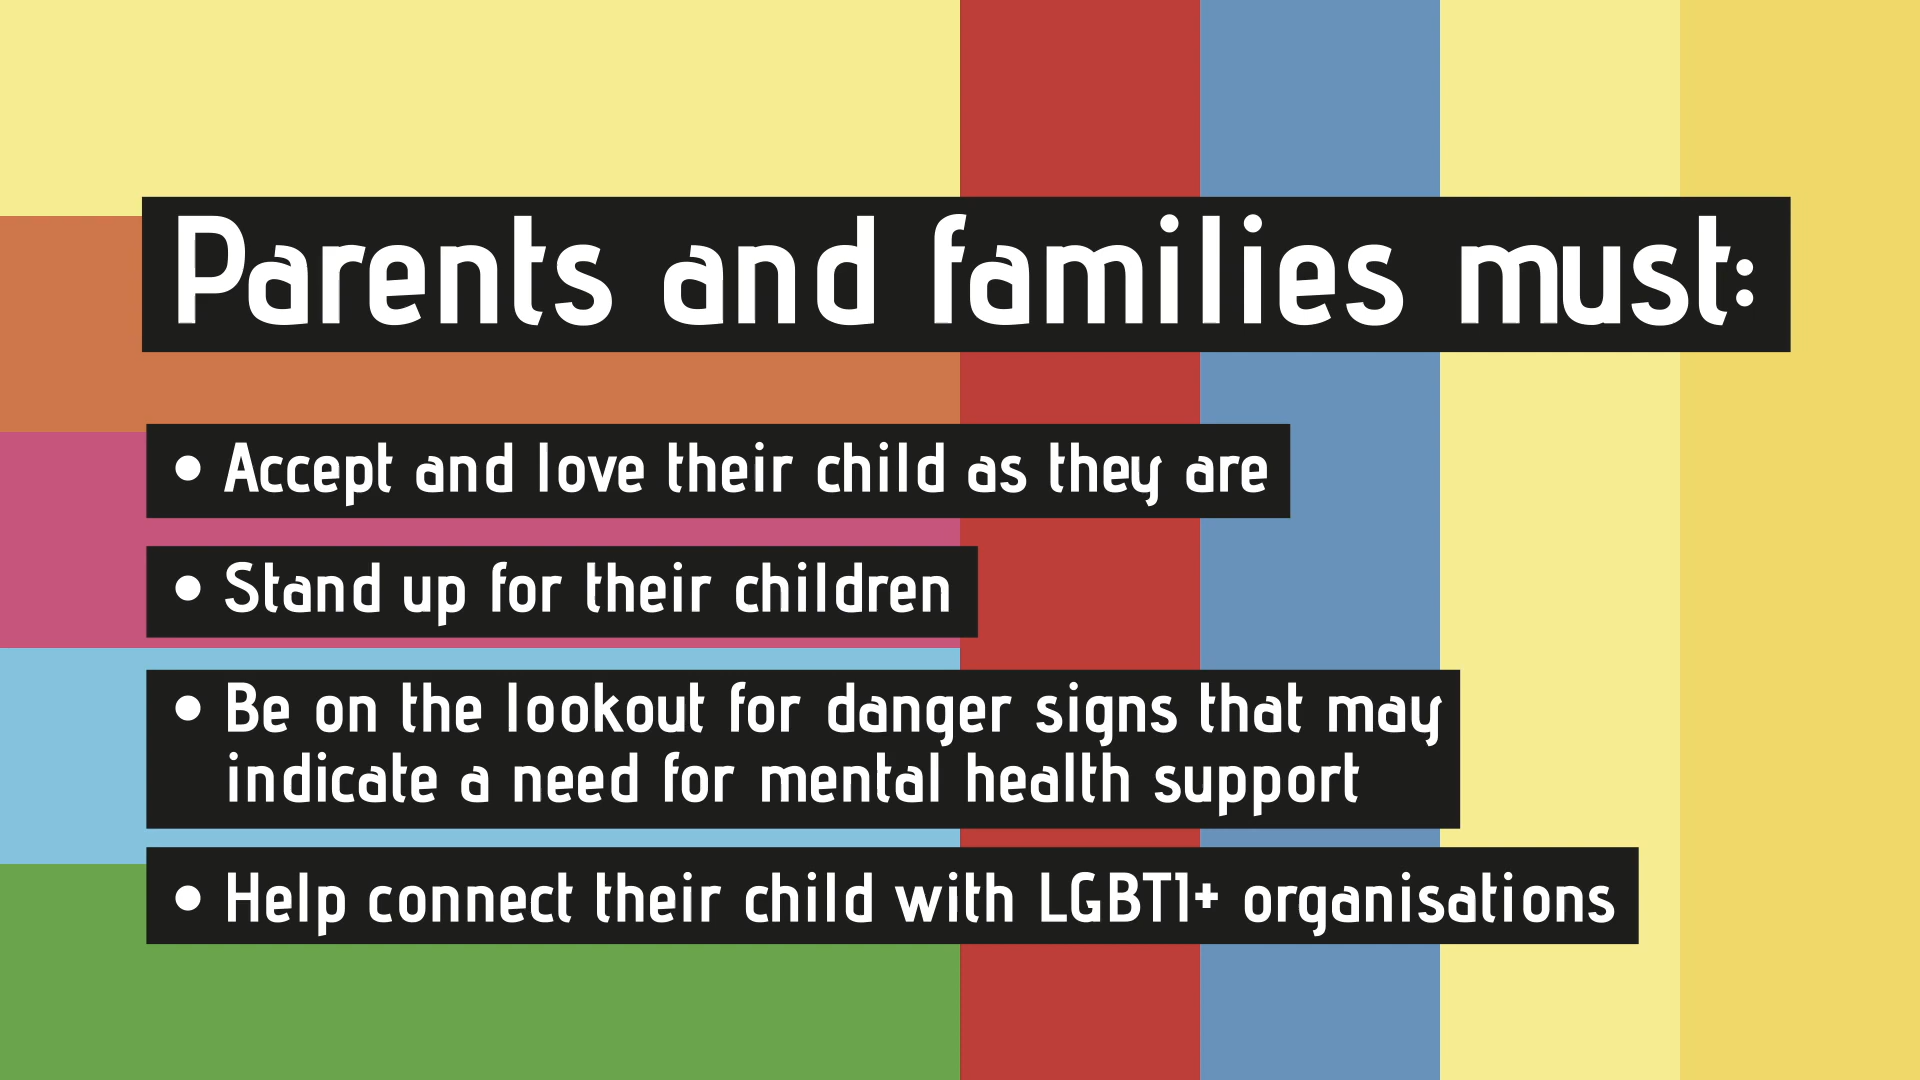 Parents and families must:
• Accept and love their child as they are
• Stand up for their children
• Be on the lookout for danger signs that may
indicate a need for mental health support
• Help connect their child with LGBTI+ organisations